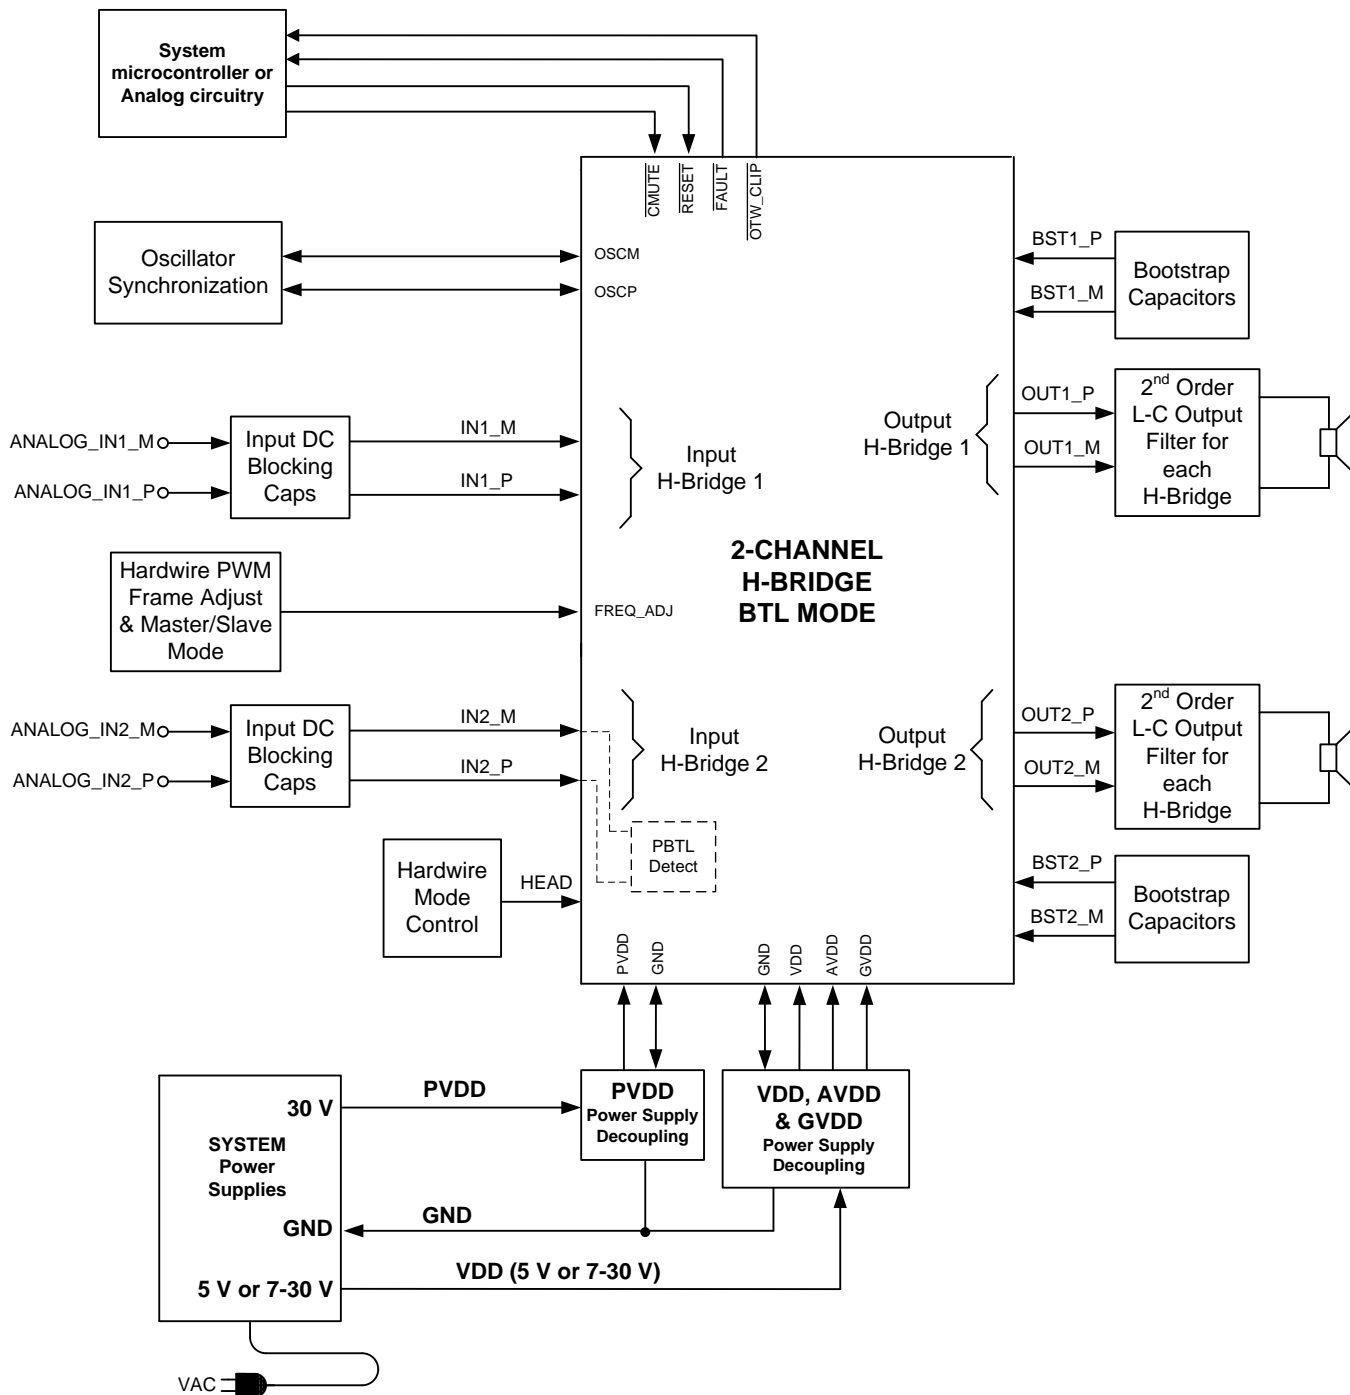 System
microcontroller or
Analog circuitry
CMUTE
RESET
FAULT
OTW_CLIP
Oscillator
Synchronization
OSCM
OSCP
BST1_P
BST1_M
Bootstrap
Capacitors
ANALOG_IN1_M
ANALOG_IN1_P
Input DC
Blocking
Caps
IN1_M
IN1_P
Input
H-Bridge 1
Output
H-Bridge 1
OUT1_P
OUT1_M
2nd Order
L-C Output
Filter for
each
H-Bridge
2-CHANNEL
H-BRIDGE
BTL MODE
Hardwire PWM
Frame Adjust
& Master/Slave
Mode
FREQ_ADJ
ANALOG_IN2_M
ANALOG_IN2_P
Input DC
Blocking
Caps
IN2_M
IN2_P
Input
H-Bridge 2
Output
H-Bridge 2
OUT2_P
OUT2_M
2nd Order
L-C Output
Filter for
each
H-Bridge
PBTL
Detect
Hardwire
Mode
Control
HEAD
BST2_P
BST2_M
Bootstrap
Capacitors
PVDD
GND
GND
VDD
AVDD
GVDD
PVDD
Power Supply
Decoupling
VDD, AVDD
& GVDD
Power Supply
Decoupling
30 V
PVDD
SYSTEM
Power
Supplies
GND
GND
5 V or 7-30 V
VDD (5 V or 7-30 V)
VAC